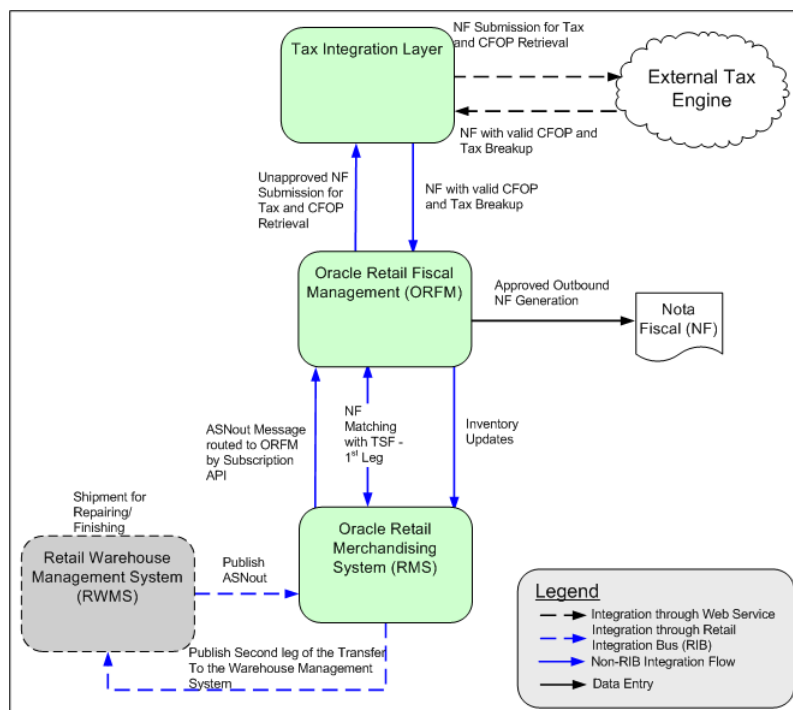 NF Submission for Tax
and CFOP Retrieval
Tax Integration Layer
External Tax
Engine
NF with valid CFOP and
Tax Breakup
Unapproved NF
Submission for
Tax and CFOP
Retrieval
NF with valid CFOP
and Tax Breakup
Oracle Retail Fiscal
Management (ORFM)
Approved Outbound
NF Generation
Nota
Fiscal (NF)
ASNout Message
routed to ORFM
by Subscription
API
NF
Matching
with TSF -
1st Leg
Inventory
Updates
Shipment for
Repairing/
Finishing
Retail Warehouse
Management System
(RWMS)
Publish
ASNout
Oracle Retail
Merchandising
System (RMS)
Publish Second leg of the Transfer
To the Warehouse Management
System
Legend
Integration through Web Service
Integration through Retail
Integration Bus (RIB)
Non-RIB Integration Flow
Data Entry